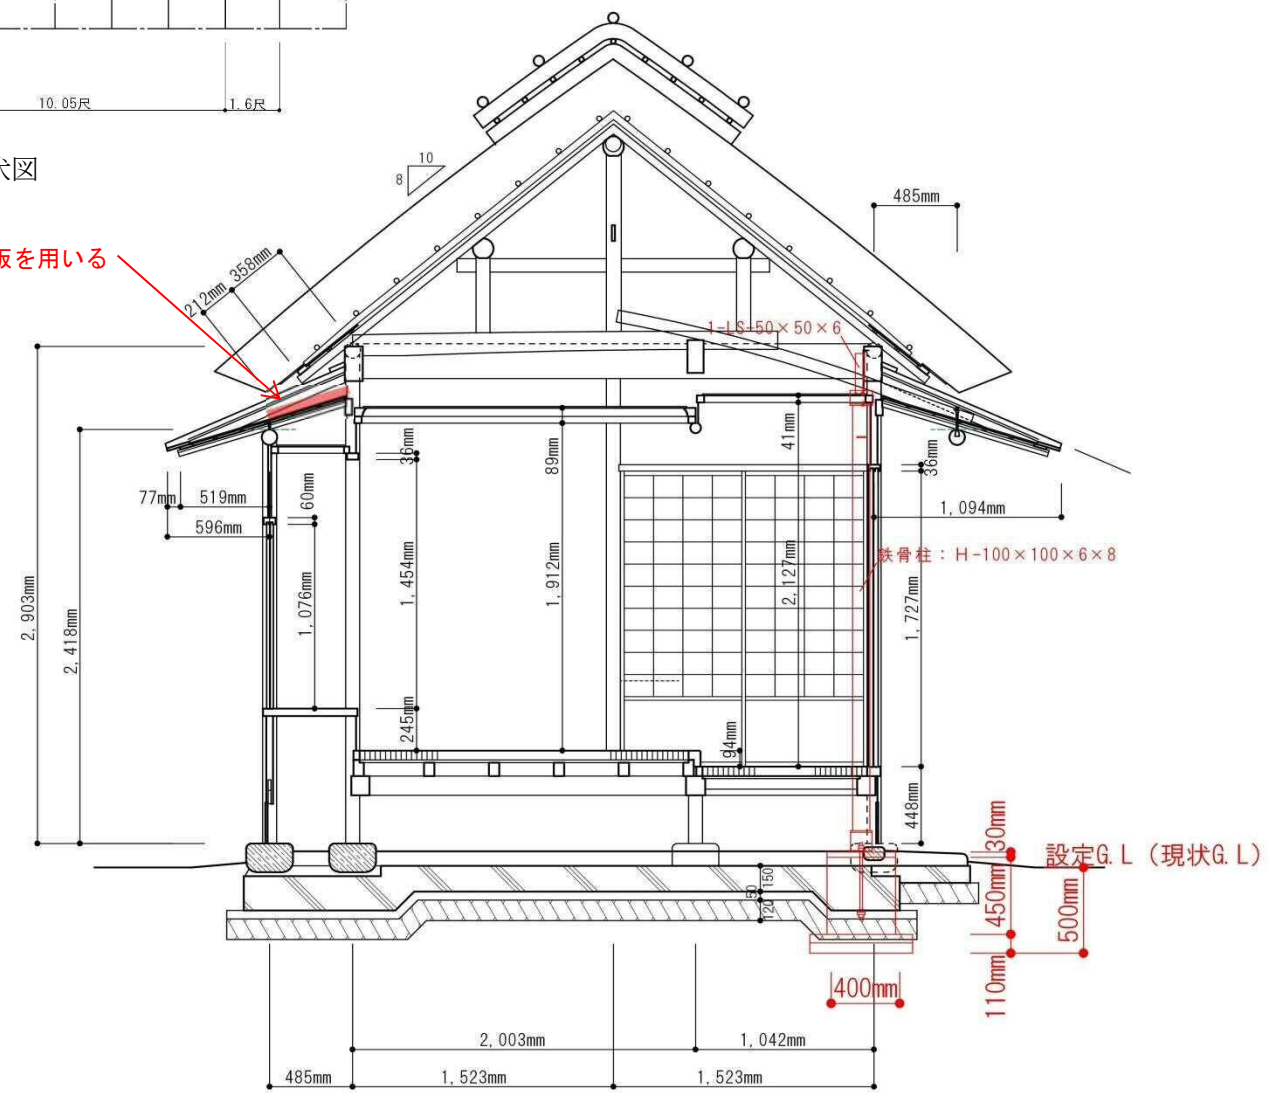 10.05尺
1.6尺
状図
10
8
485mm
板を用いる
358mm
212mm
1-LS-50×50×6
36mm
89mm
41mm
36mm
77mm
519mm
60mm
596mm
1,094mm
鉄骨柱：H-100×100×6×8
2,903mm
2,418mm
1,076mm
1,454mm
1,912mm
2,127mm
1,727mm
245mm
94mm
448mm
30mm
設定G.L（現状G.L）
150
50
120
450mm
500mm
110mm
400mm
2,003mm
1,042mm
485mm
1,523mm
1,523mm